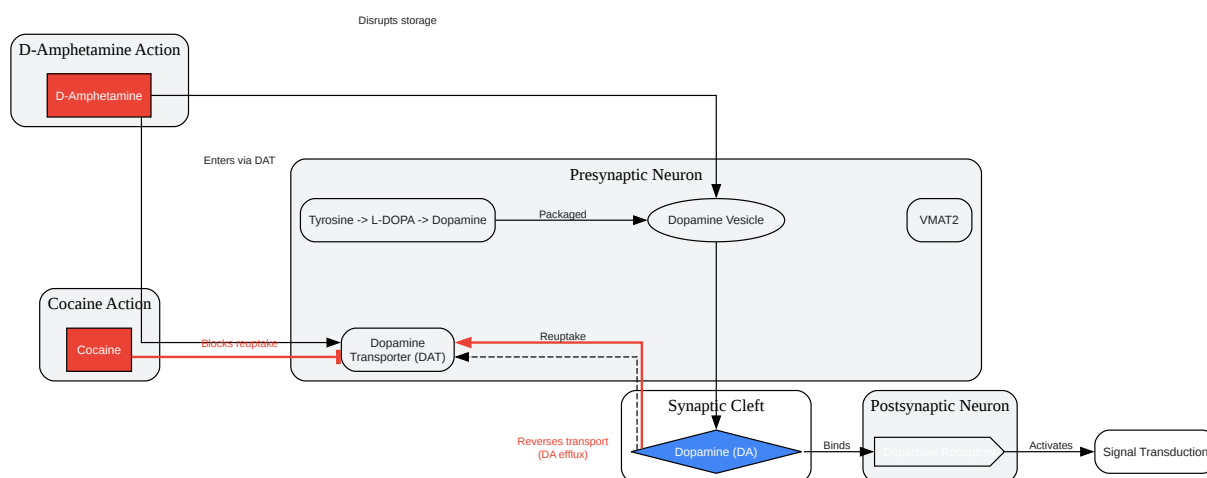 Disrupts storage
D-Amphetamine Action
D-Amphetamine
Enters via DAT
Presynaptic Neuron
Tyrosine -> L-DOPA -> Dopamine
Packaged
Dopamine Vesicle
VMAT2
Cocaine Action
Cocaine
Blocks reuptake
Dopamine
Transporter (DAT)
Reuptake
Synaptic Cleft
Postsynaptic Neuron
Reverses transport
(DA efflux)
Dopamine (DA)
Binds
Dopamine Receptors
Activates
Signal Transduction